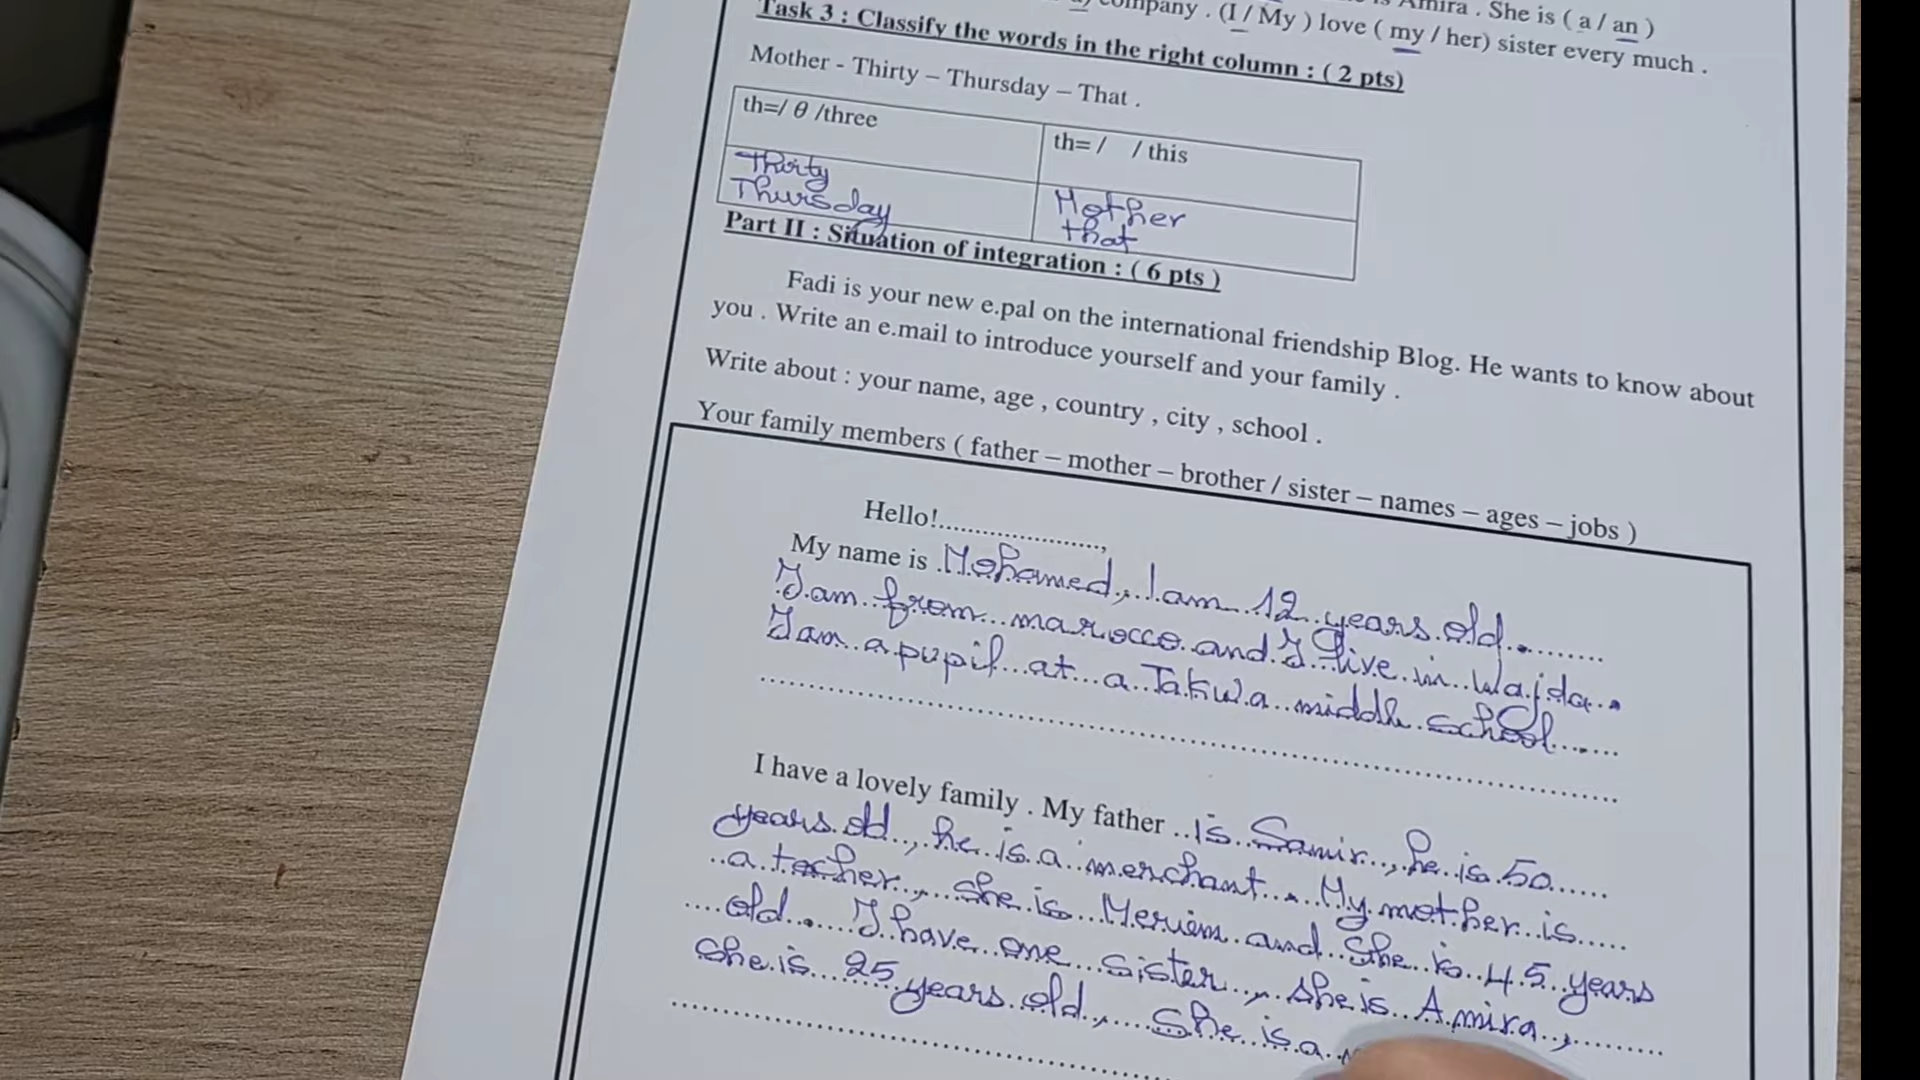 Amira . She is ( a / an )
company . (I / My ) love ( my / her) sister every much .
Task 3 : Classify the words in the right column : ( 2 pts)
Mother - Thirty – Thursday – That .
th=/ θ /three
th= / / this
Thirty
Thursday
Mother
that
Part II : Situation of integration : ( 6 pts )
Fadi is your new e.pal on the international friendship Blog. He wants to know about
you . Write an e.mail to introduce yourself and your family .
Write about : your name, age , country , city , school .
Your family members ( father – mother – brother / sister – names – ages – jobs )
Hello!....................,
My name is Mohamed, I am 12 years old.
I am from marocco and I live in Wajda.
I am a pupil at a Takwa middle school.
I have a lovely family . My father is Samir, he is 50
years old, he is a merchant. My mother is
a techer, she is Meriem and She is 45 years
old. I have one sister, she is Amira,
She is 25 years old, She is a